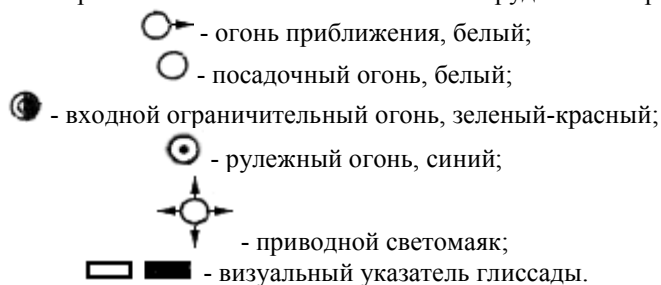 - огонь приближения, белый;
- посадочный огонь, белый;
- входной ограничительный огонь, зеленый-красный;
- рулежный огонь, синий;
- приводной светомаяк;
- визуальный указатель глиссады.